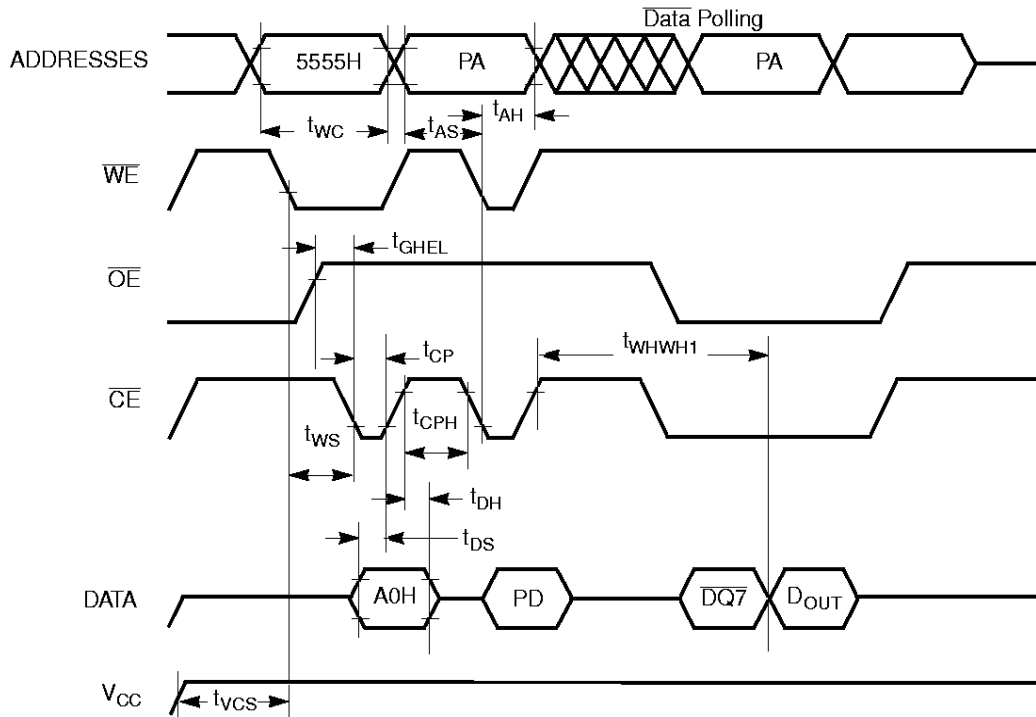 Data Polling
ADDRESSES 5555H PA PA
tAH
tWC tAS
WE
tGHEL
OE
tWHWH1
tCP
CE
tCPH
tWS
tDH
tDS
DATA A0H PD DQ7 DOUT
VCC tVCS